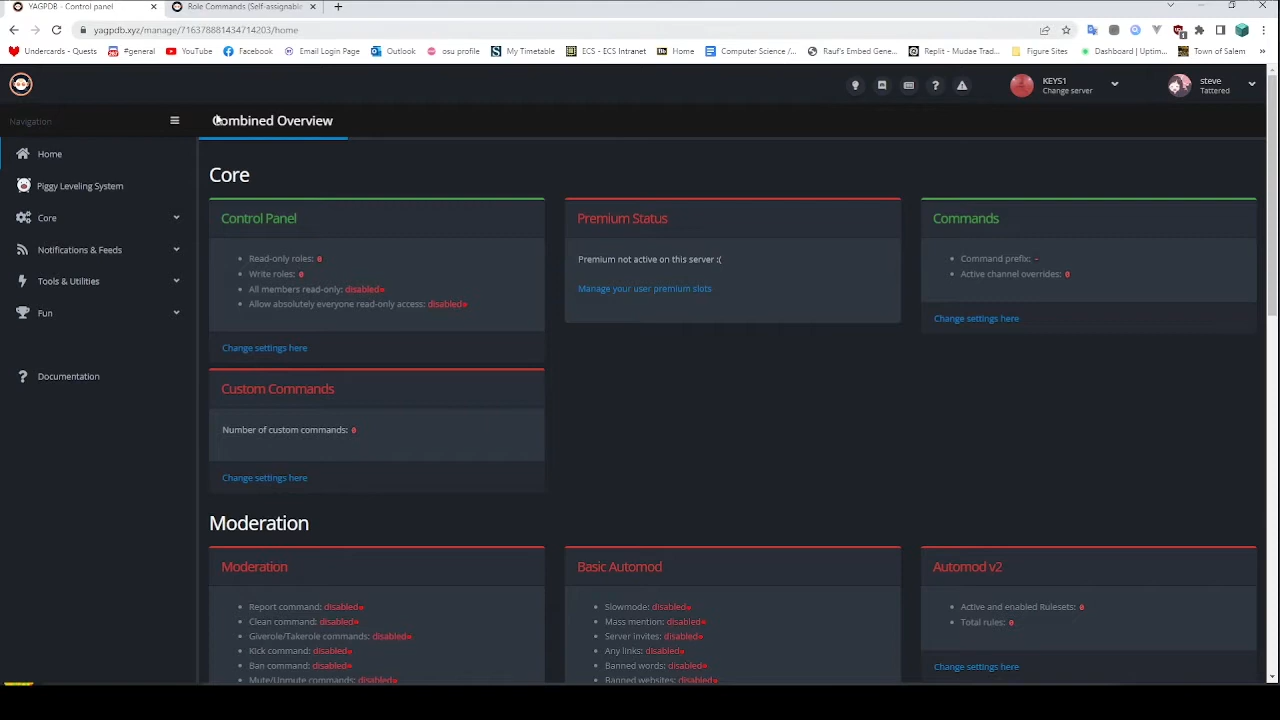 YAGPDB - Control panel
Role Commands (Self-assignable
yagpdb.xyz/manage/716378881434714203/home
Undercards - Quests
#general
YouTube
Facebook
Email Login Page
Outlook
osu profile
My Timetable
ECS - ECS Intranet
Home
Computer Science /...
Rauf's Embed Gene...
Replit - Mudae Trad...
Figure Sites
Dashboard | Uptim...
Town of Salem
KEYS1
Change server
steve
Tattered
Navigation
Combined Overview
Home
Piggy Leveling System
Core
Notifications & Feeds
Tools & Utilities
Fun
Documentation
Core
Control Panel
Read-only roles: 0
Write roles: 0
All members read-only: disabled
Allow absolutely everyone read-only access: disabled
Change settings here
Premium Status
Premium not active on this server :(
Manage your user premium slots
Commands
Command prefix: -
Active channel overrides: 0
Change settings here
Custom Commands
Number of custom commands: 0
Change settings here
Moderation
Moderation
Report command: disabled
Clean command: disabled
Giverole/Takerole commands: disabled
Kick command: disabled
Ban command: disabled
Mute/Unmute commands: disabled
Basic Automod
Slowmode: disabled
Mass mention: disabled
Server invites: disabled
Any links: disabled
Banned words: disabled
Banned websites: disabled
Automod v2
Active and enabled Rulesets: 0
Total rules: 0
Change settings here